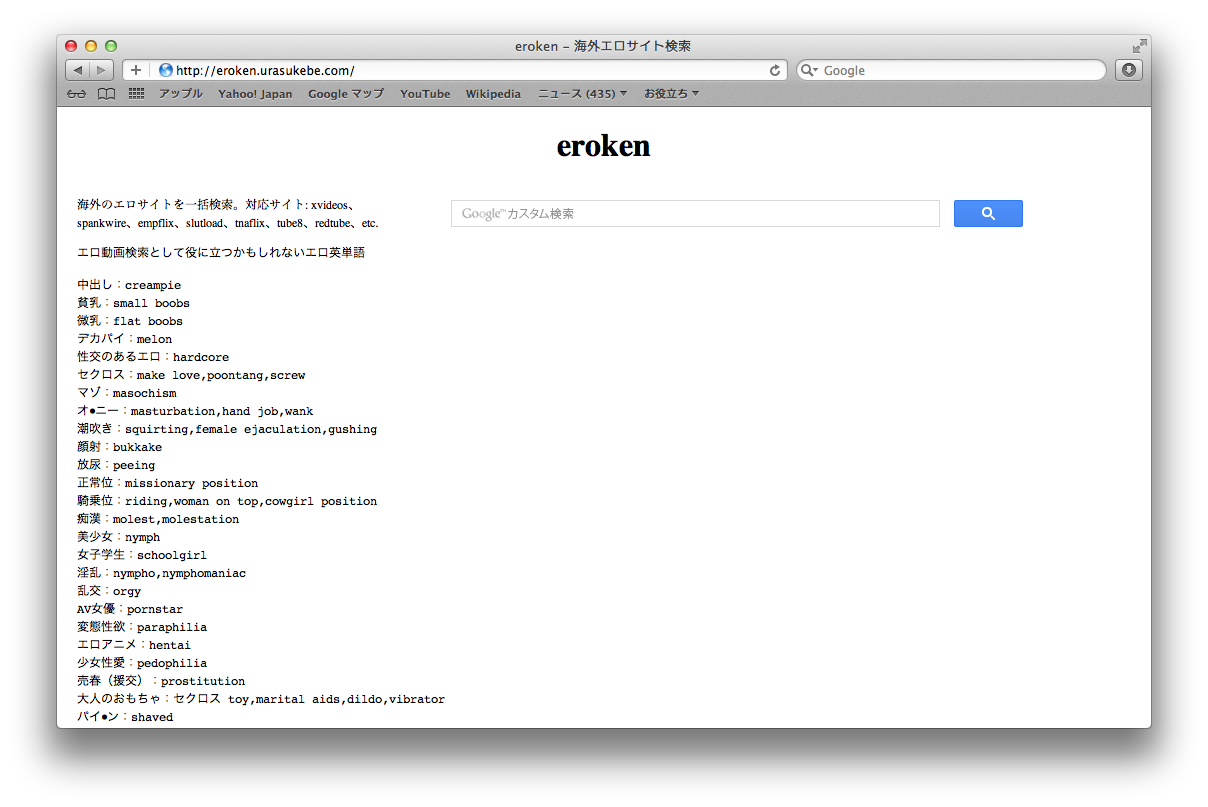 eroken – 海外エロサイト検索
http://eroken.urasukebe.com/
Google
アップル Yahoo! Japan Google マップ YouTube Wikipedia ニュース (435) お役立ち
eroken
海外のエロサイトを一括検索。対応サイト: xvideos、
spankwire、empflix、slutload、tnaflix、tube8、redtube、etc.
Google™カスタム検索
エロ動画検索として役に立つかもしれないエロ英単語
中出し：creampie
貧乳：small boobs
微乳：flat boobs
デカパイ：melon
性交のあるエロ：hardcore
セクロス：make love,poontang,screw
マゾ：masochism
オ●ニー：masturbation,hand job,wank
潮吹き：squirting,female ejaculation,gushing
顔射：bukkake
放尿：peeing
正常位：missionary position
騎乗位：riding,woman on top,cowgirl position
痴漢：molest,molestation
美少女：nymph
女子学生：schoolgirl
淫乱：nympho,nymphomaniac
乱交：orgy
AV女優：pornstar
変態性欲：paraphilia
エロアニメ：hentai
少女性愛：pedophilia
売春（援交）：prostitution
大人のおもちゃ：セクロス toy,marital aids,dildo,vibrator
パイ●ン：shaved